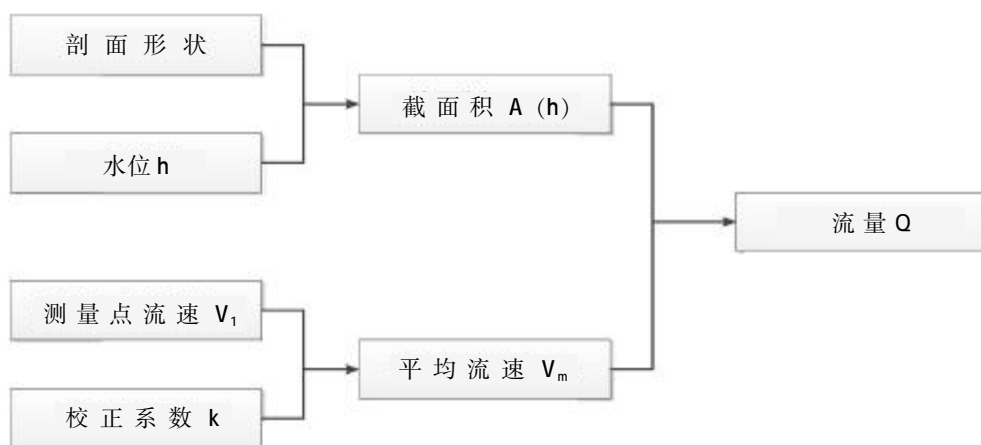 剖面形状
水位 h
截面积 A (h)
流量 Q
测量点流速 V₁
校正系数 k
平均流速 Vₘ